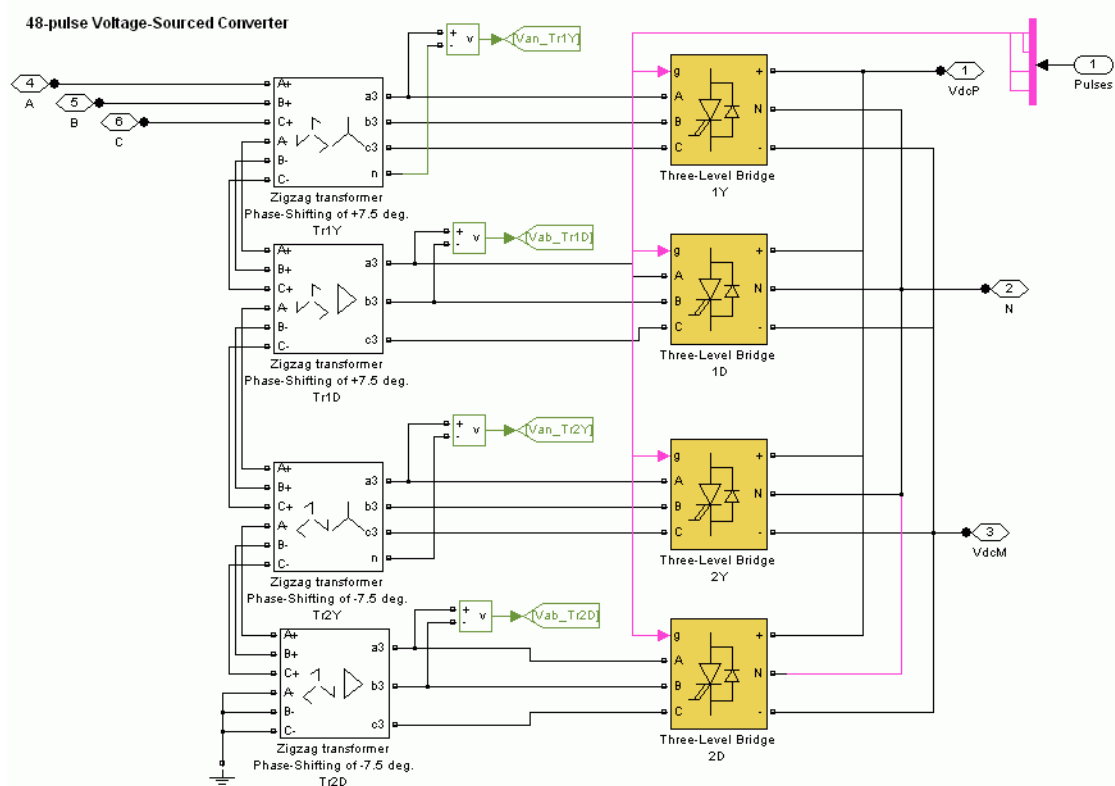 48-pulse Voltage-Sourced Converter
4
A
5
B
6
C
A+
B+
C+
A-
B-
C-
a3
b3
c3
n
Zigzag transformer
Phase-Shifting of +7.5 deg.
Tr1Y
+
-
v
[Van_Tr1Y]
g
A
B
C
+
N
-
Three-Level Bridge
1Y
1
VdcP
1
Pulses
A+
B+
C+
A-
B-
C-
a3
b3
c3
Zigzag transformer
Phase-Shifting of +7.5 deg.
Tr1D
+
-
v
[Vab_Tr1D]
g
A
B
C
+
N
-
Three-Level Bridge
1D
2
N
A+
B+
C+
A-
B-
C-
a3
b3
c3
n
Zigzag transformer
Phase-Shifting of -7.5 deg.
Tr2Y
+
-
v
[Van_Tr2Y]
g
A
B
C
+
N
-
Three-Level Bridge
2Y
3
VdcM
A+
B+
C+
A-
B-
C-
a3
b3
c3
Zigzag transformer
Phase-Shifting of -7.5 deg.
Tr2D
+
-
v
[Vab_Tr2D]
g
A
B
C
+
N
-
Three-Level Bridge
2D